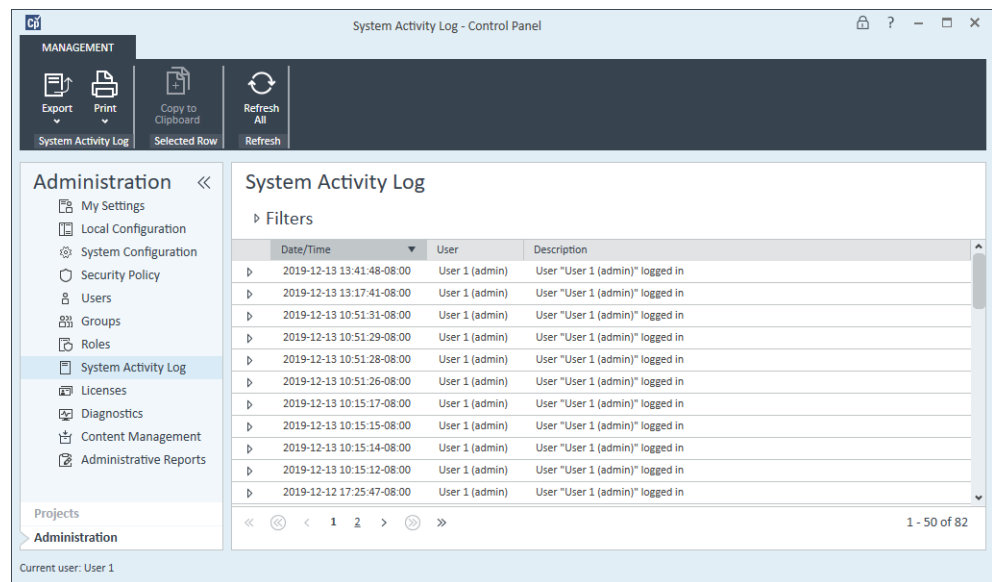 System Activity Log - Control Panel
MANAGEMENT
Export
Print
Copy to
Clipboard
Refresh
All
System Activity Log
Selected Row
Refresh
Administration
My Settings
Local Configuration
System Configuration
Security Policy
Users
Groups
Roles
System Activity Log
Licenses
Diagnostics
Content Management
Administrative Reports
Projects
Administration
System Activity Log
Filters
Date/Time User Description
2019-12-13 13:41:48-08:00 User 1 (admin) User "User 1 (admin)" logged in
2019-12-13 13:17:41-08:00 User 1 (admin) User "User 1 (admin)" logged in
2019-12-13 10:51:31-08:00 User 1 (admin) User "User 1 (admin)" logged in
2019-12-13 10:51:29-08:00 User 1 (admin) User "User 1 (admin)" logged in
2019-12-13 10:51:28-08:00 User 1 (admin) User "User 1 (admin)" logged in
2019-12-13 10:51:26-08:00 User 1 (admin) User "User 1 (admin)" logged in
2019-12-13 10:15:17-08:00 User 1 (admin) User "User 1 (admin)" logged in
2019-12-13 10:15:15-08:00 User 1 (admin) User "User 1 (admin)" logged in
2019-12-13 10:15:14-08:00 User 1 (admin) User "User 1 (admin)" logged in
2019-12-13 10:15:12-08:00 User 1 (admin) User "User 1 (admin)" logged in
2019-12-12 17:25:47-08:00 User 1 (admin) User "User 1 (admin)" logged in
1 2
1 - 50 of 82
Current user: User 1